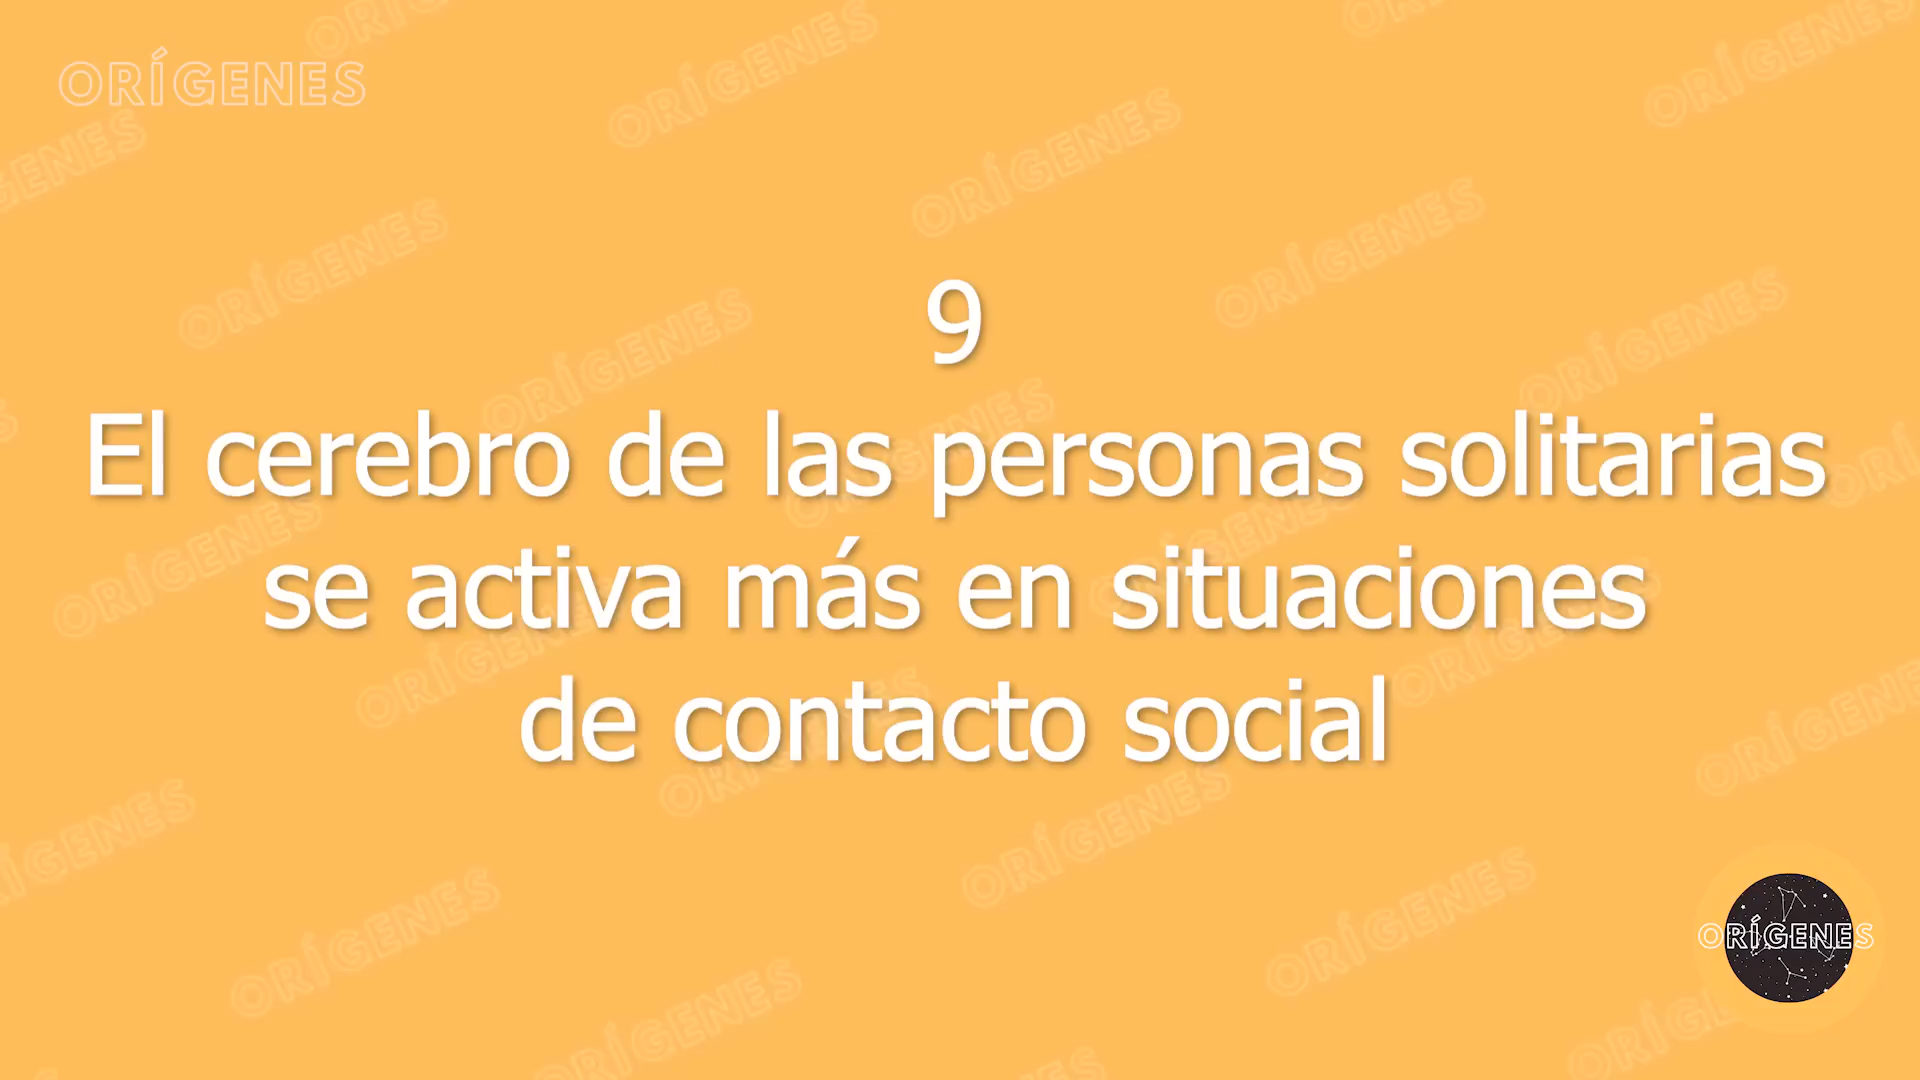 ORÍGENES
9
El cerebro de las personas solitarias
se activa más en situaciones
de contacto social
ORÍGENES